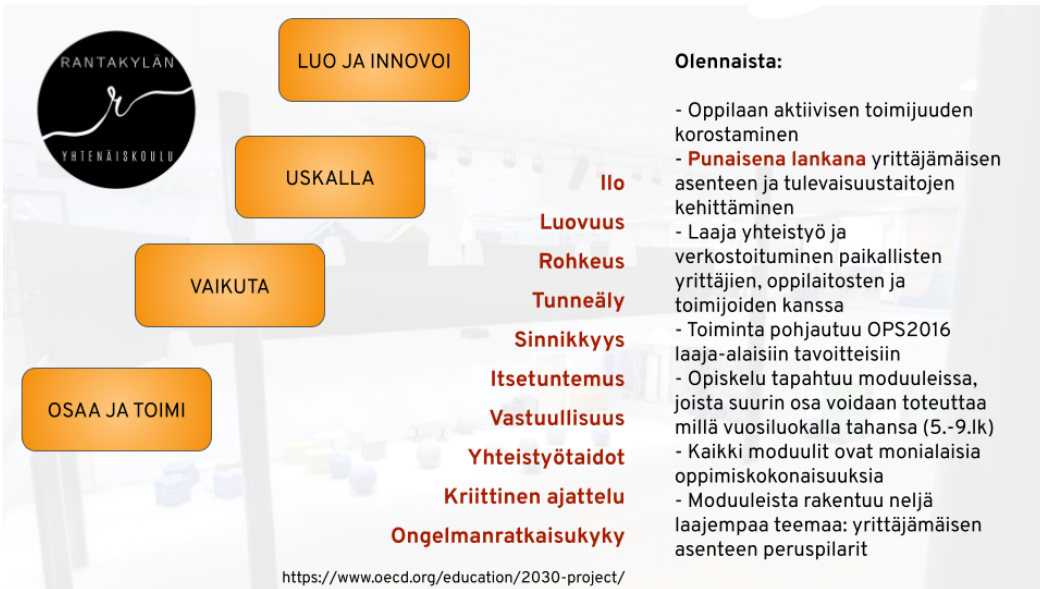 RANTAKYLÄN
r
YHTENÄISKOULU
LUO JA INNOVOI
USKALLA
VAIKUTA
OSAA JA TOIMI
Ilo
Luovuus
Rohkeus
Tunneäly
Sinnikkyys
Itsetuntemus
Vastuullisuus
Yhteistyötaidot
Kriittinen ajattelu
Ongelmanratkaisukyky
https://www.oecd.org/education/2030-project/
Olennaista:
- Oppilaan aktiivisen toimijuuden
korostaminen
- Punaisena lankana yrittäjämäisen
asenteen ja tulevaisuustaitojen
kehittäminen
- Laaja yhteistyö ja
verkostoituminen paikallisten
yrittäjien, oppilaitosten ja
toimijoiden kanssa
- Toiminta pohjautuu OPS2016
laaja-alaisiin tavoitteisiin
- Opiskelu tapahtuu moduuleissa,
joista suurin osa voidaan toteuttaa
millä vuosiluokalla tahansa (5.-9.lk)
- Kaikki moduulit ovat monialaisia
oppimiskokonaisuuksia
- Moduuleista rakentuu neljä
laajempaa teemaa: yrittäjämäisen
asenteen peruspilarit